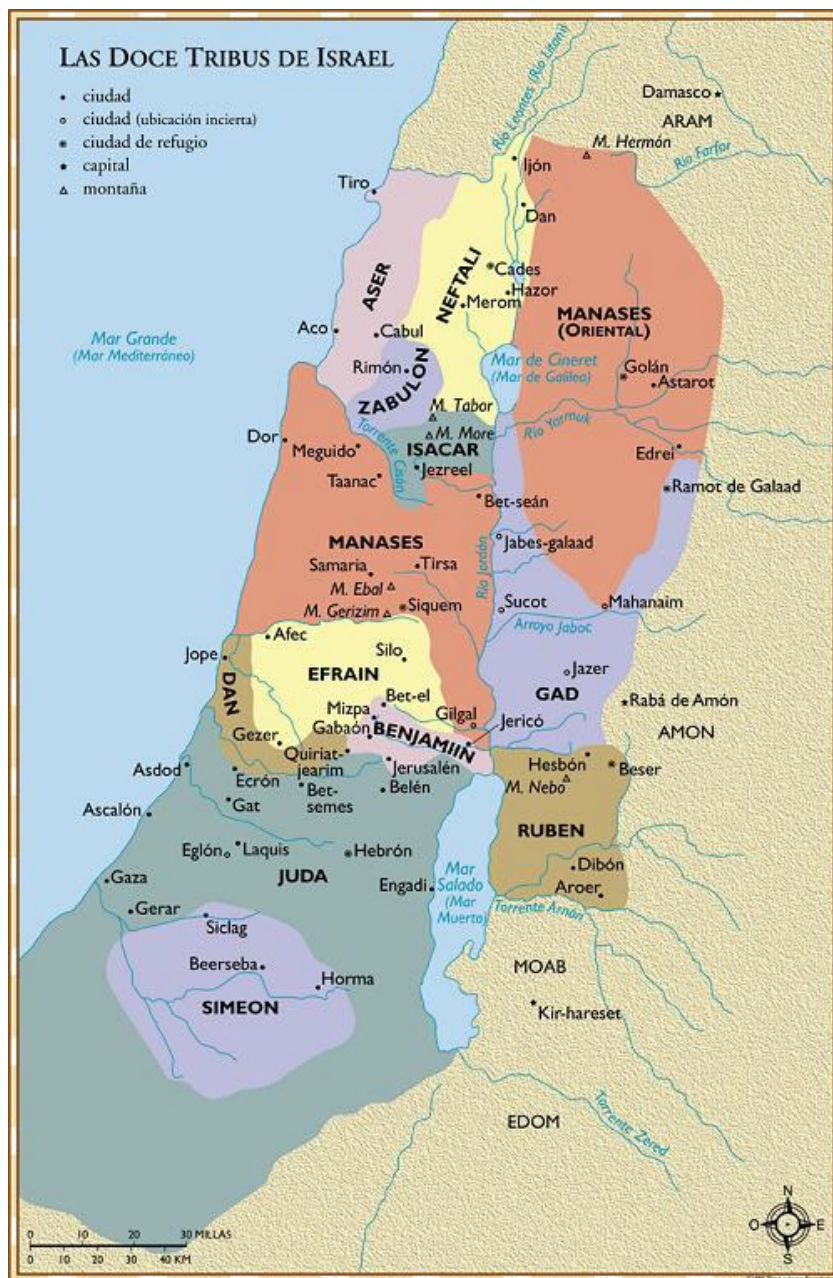 LAS DOCE TRIBUS DE ISRAEL
ciudad
ciudad (ubicación incierta)
ciudad de refugio
capital
montaña
Damasco
ARAM
Río Leontes (Río Litani)
M. Hermón
Río Farfar
Ijón
Tiro
Dan
ASER
NEFTALI
Cades
Hazor
Merom
MANASES
(ORIENTAL)
Mar Grande
(Mar Mediterráneo)
Aco
Cabul
Rimón
ZABULON
Mar de Cineret
(Mar de Galilea)
Golán
Astarot
M. Tabor
Río Yormuk
M. More
ISACAR
Dor
Meguido
Torrente Cisón
Jezreel
Edrei
Taanac
Ramot de Galaad
Bet-seán
MANASES
Jabes-galaad
Río Jordán
Samaria
Tirsa
M. Ebal
M. Gerizim
Siquem
Sucot
Mahanaim
Arroyo Jaboc
Afec
Jope
Silo
EFRAIN
DAN
Jazer
GAD
Bet-el
Mizpa
Gilgal
Rabá de Amón
Gabaón
BENJAMIIN
Jericó
AMON
Gezer
Quiriat-
jearim
Jerusalén
Hesbón
Beser
Asdod
Ecrón
Bet-
semes
Belén
M. Nebo
Gat
Ascalón
RUBEN
Eglón
Laquis
Hebrón
Mar
Salado
(Mar
Muerto)
Dibón
Gaza
JUDA
Engadi
Aroer
Gerar
Torrente Arnón
Siclag
Beerseba
Horma
MOAB
SIMEON
Kir-hareset
EDOM
Torrente Zered
N
O
E
S
0 10 20 30 MILLAS
0 10 20 30 40 KM